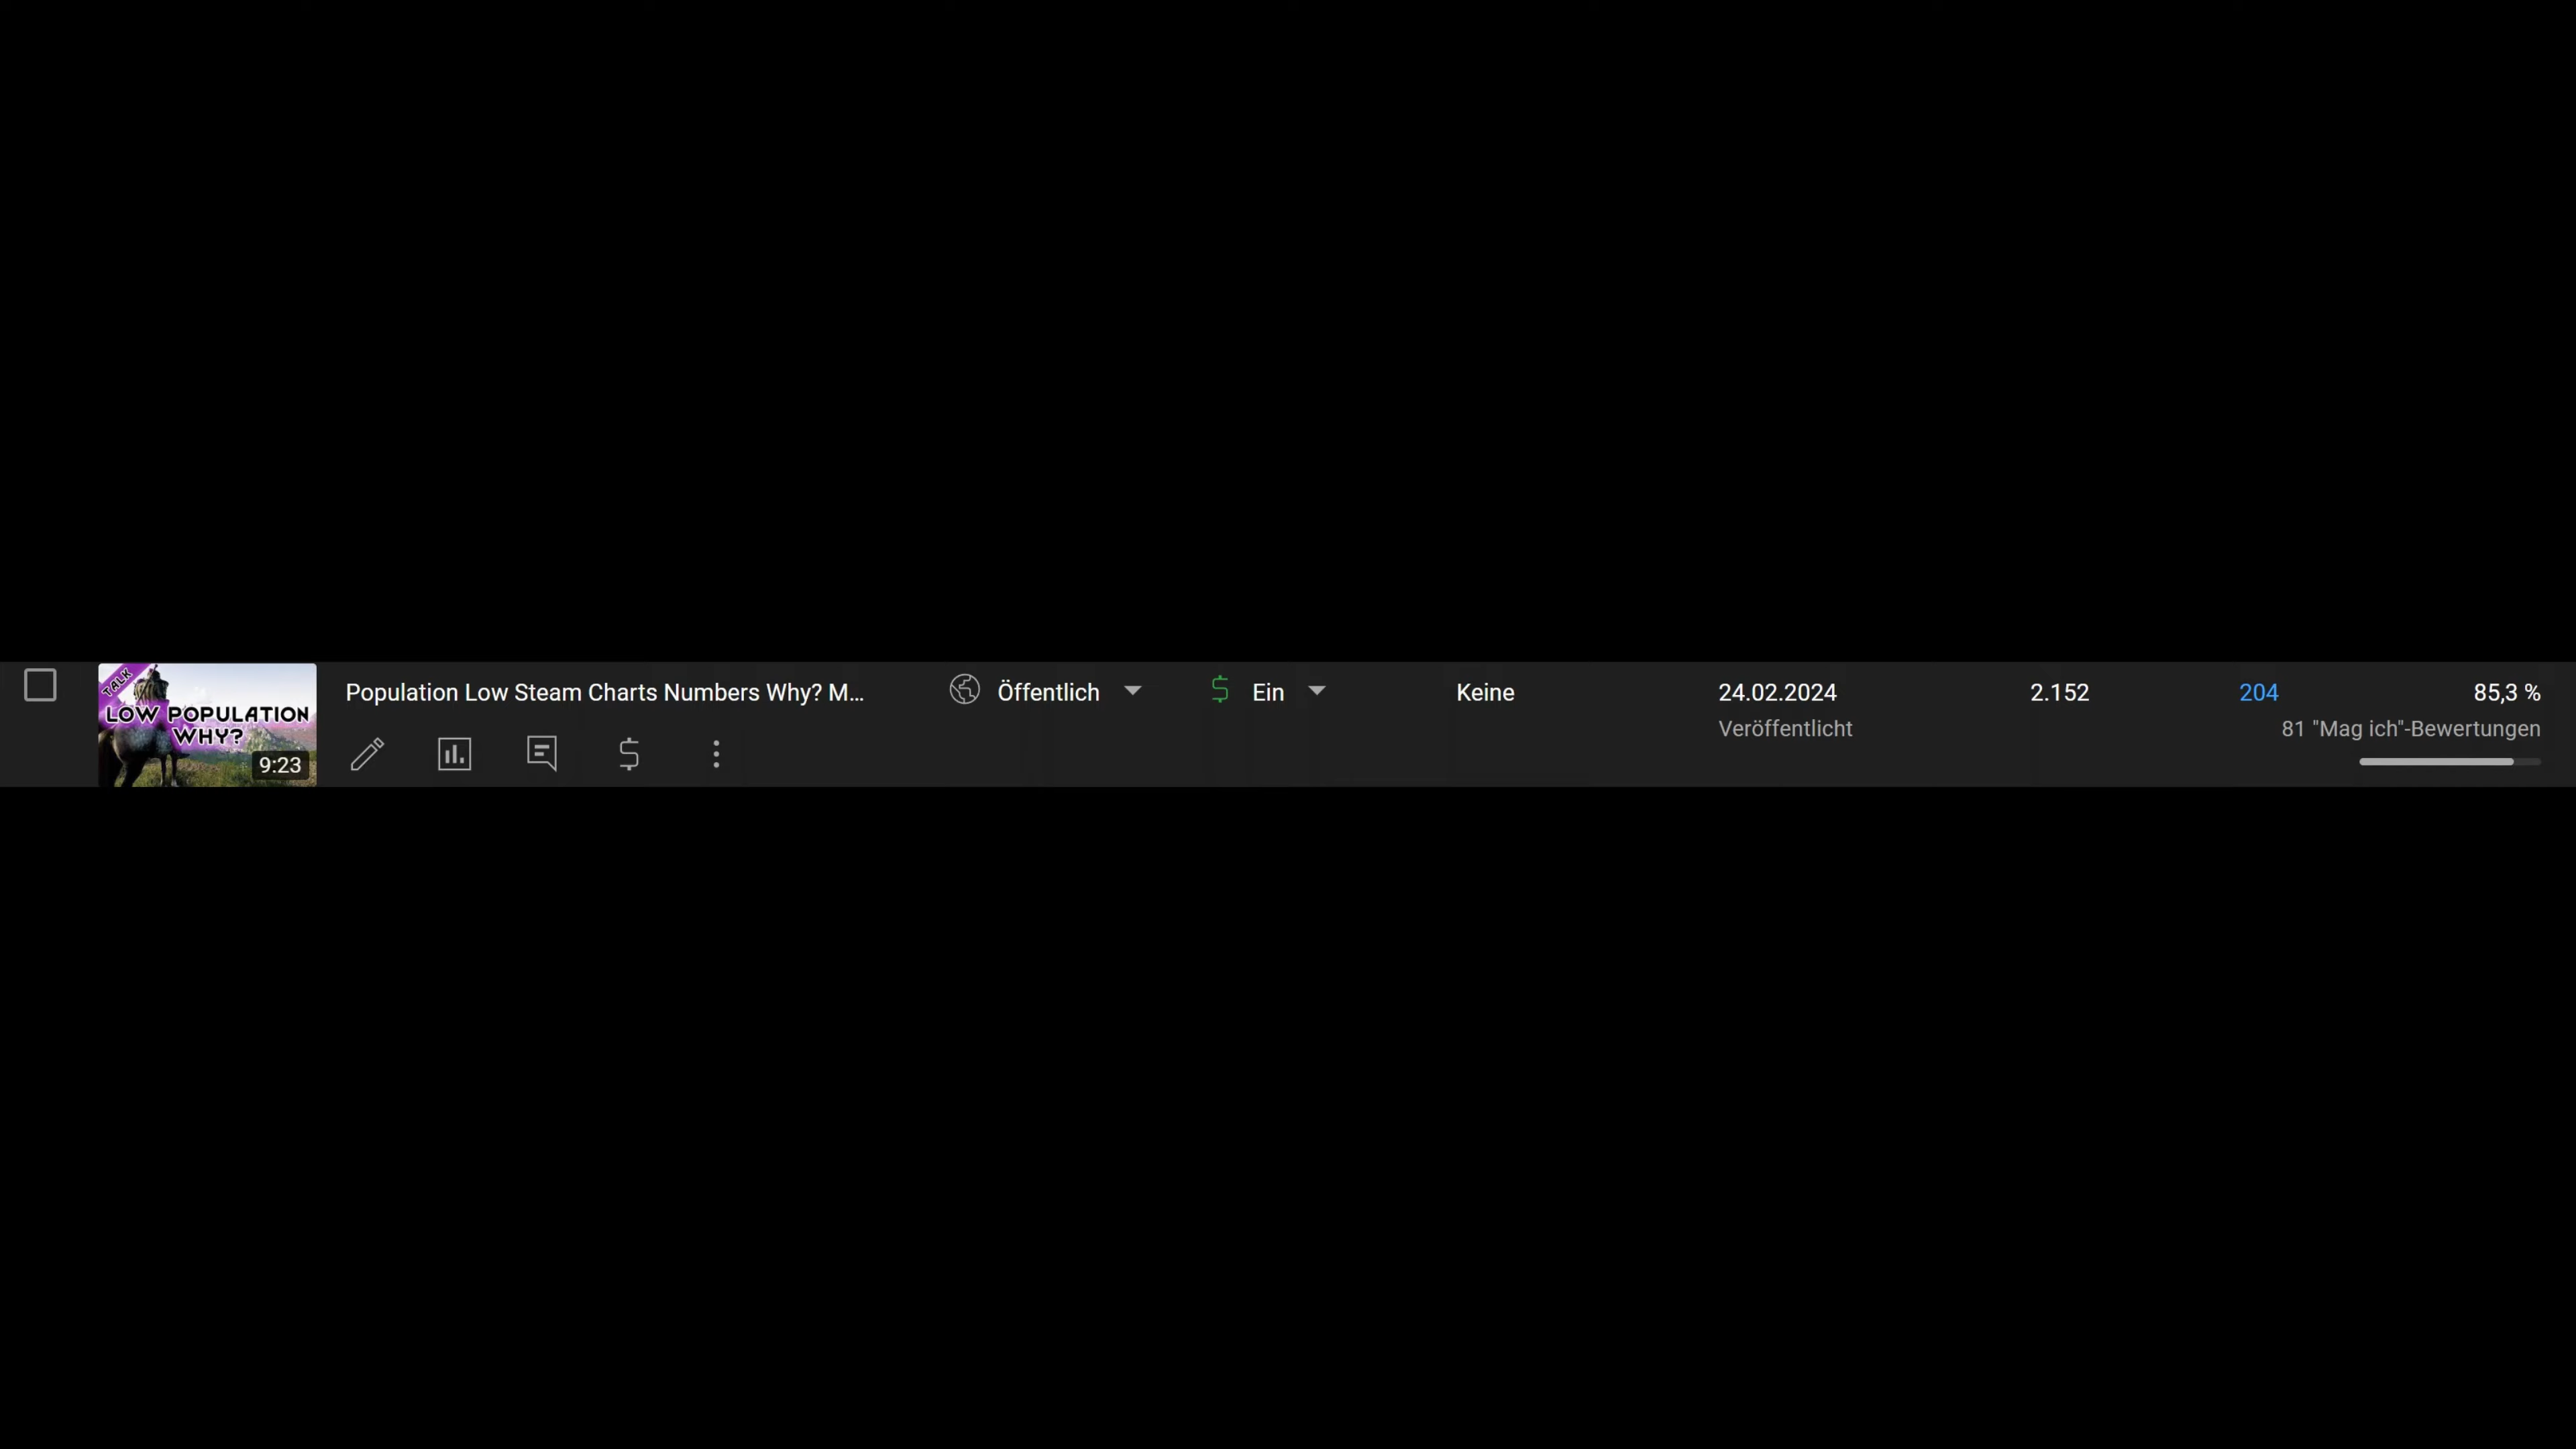 TALK
LOW POPULATION
WHY?
9:23
Population Low Steam Charts Numbers Why? M...
Öffentlich
Ein
Keine
24.02.2024
Veröffentlicht
2.152
204
85,3 %
81 "Mag ich"-Bewertungen